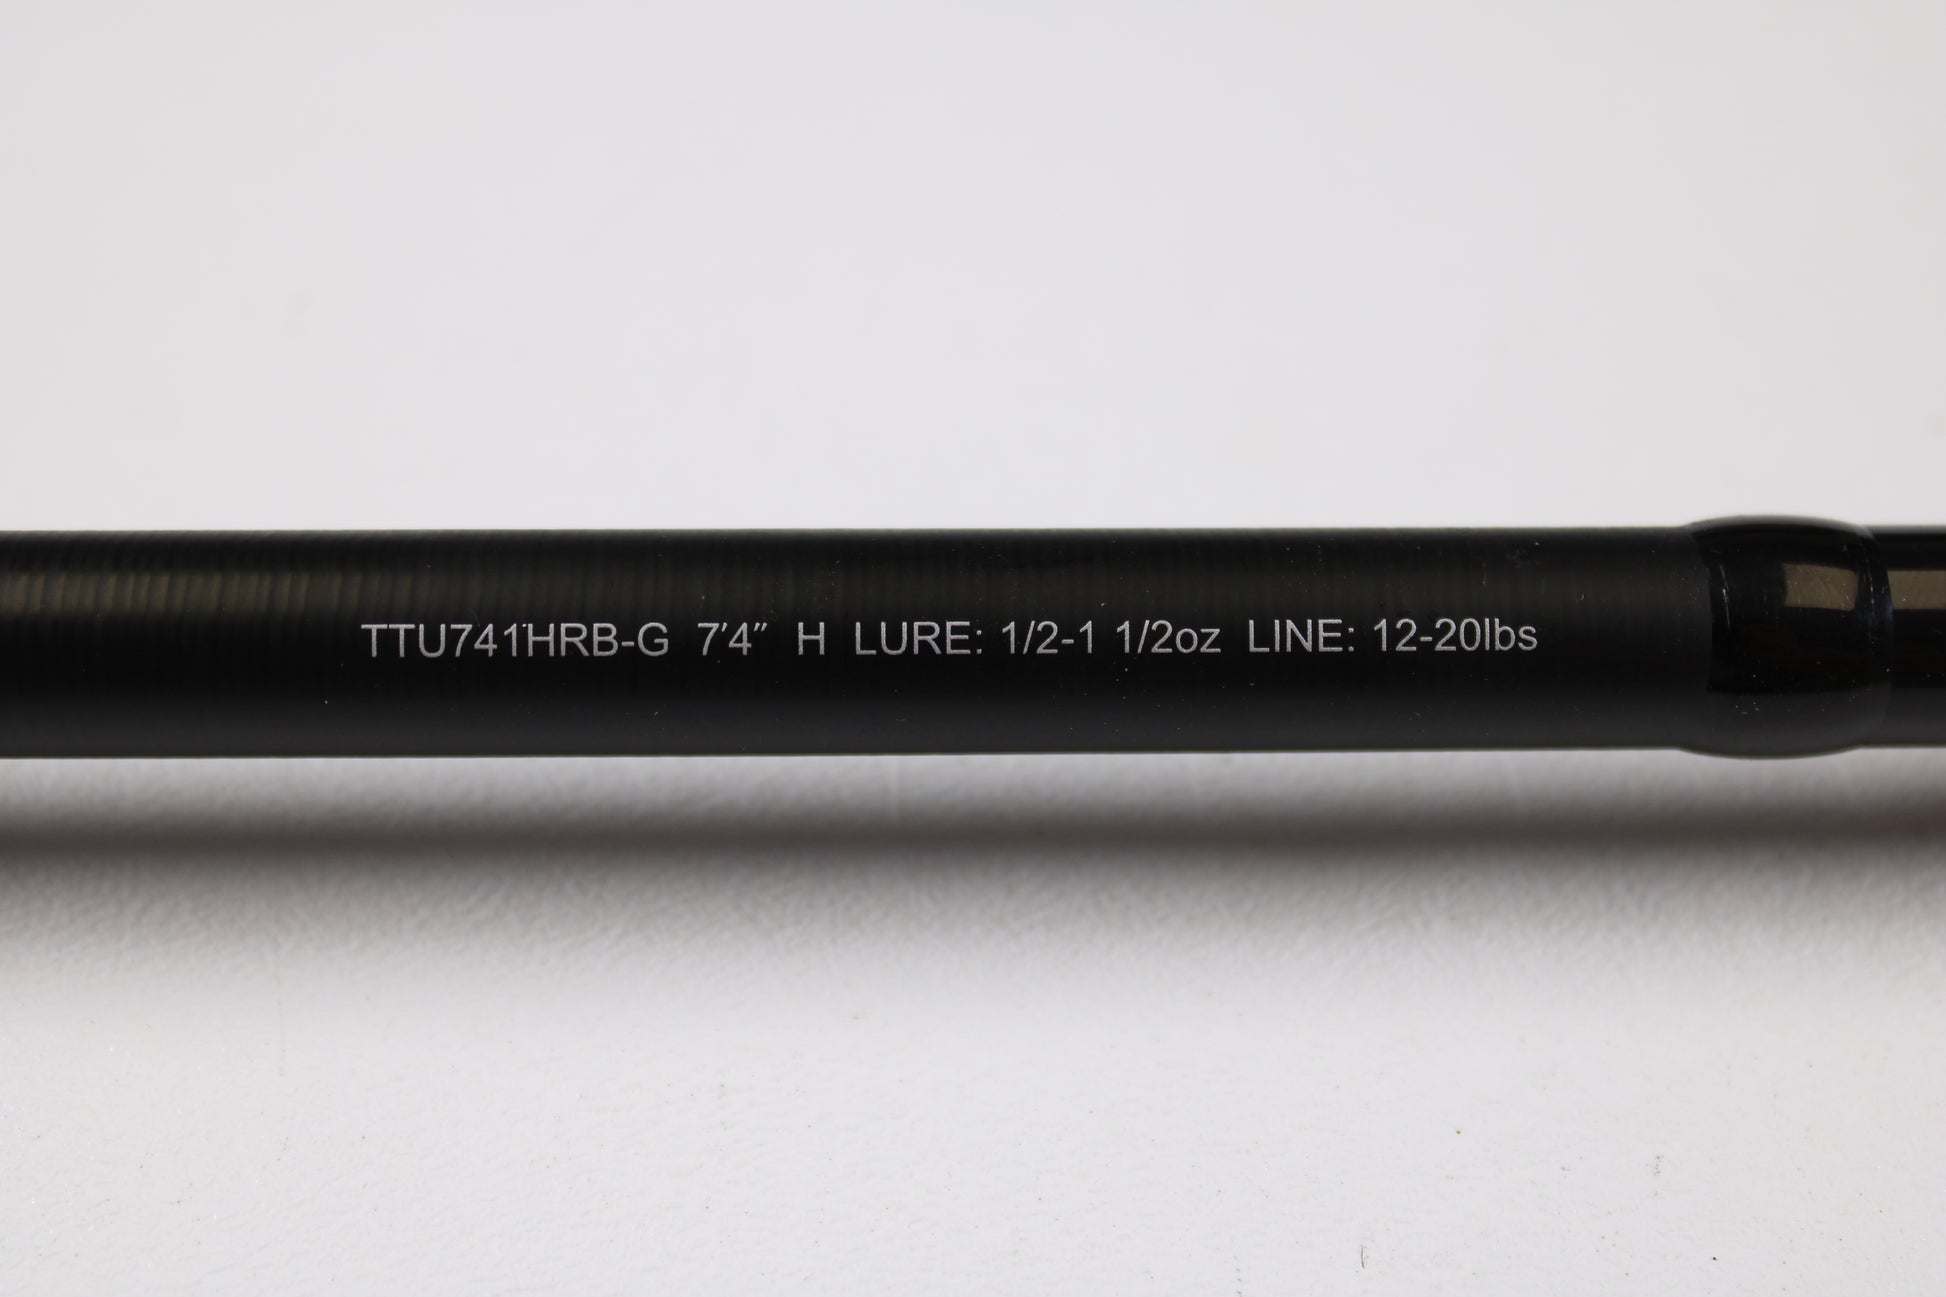 TTU741HRB-G 7'4" H LURE: 1/2-1 1/2oz LINE: 12-20lbs